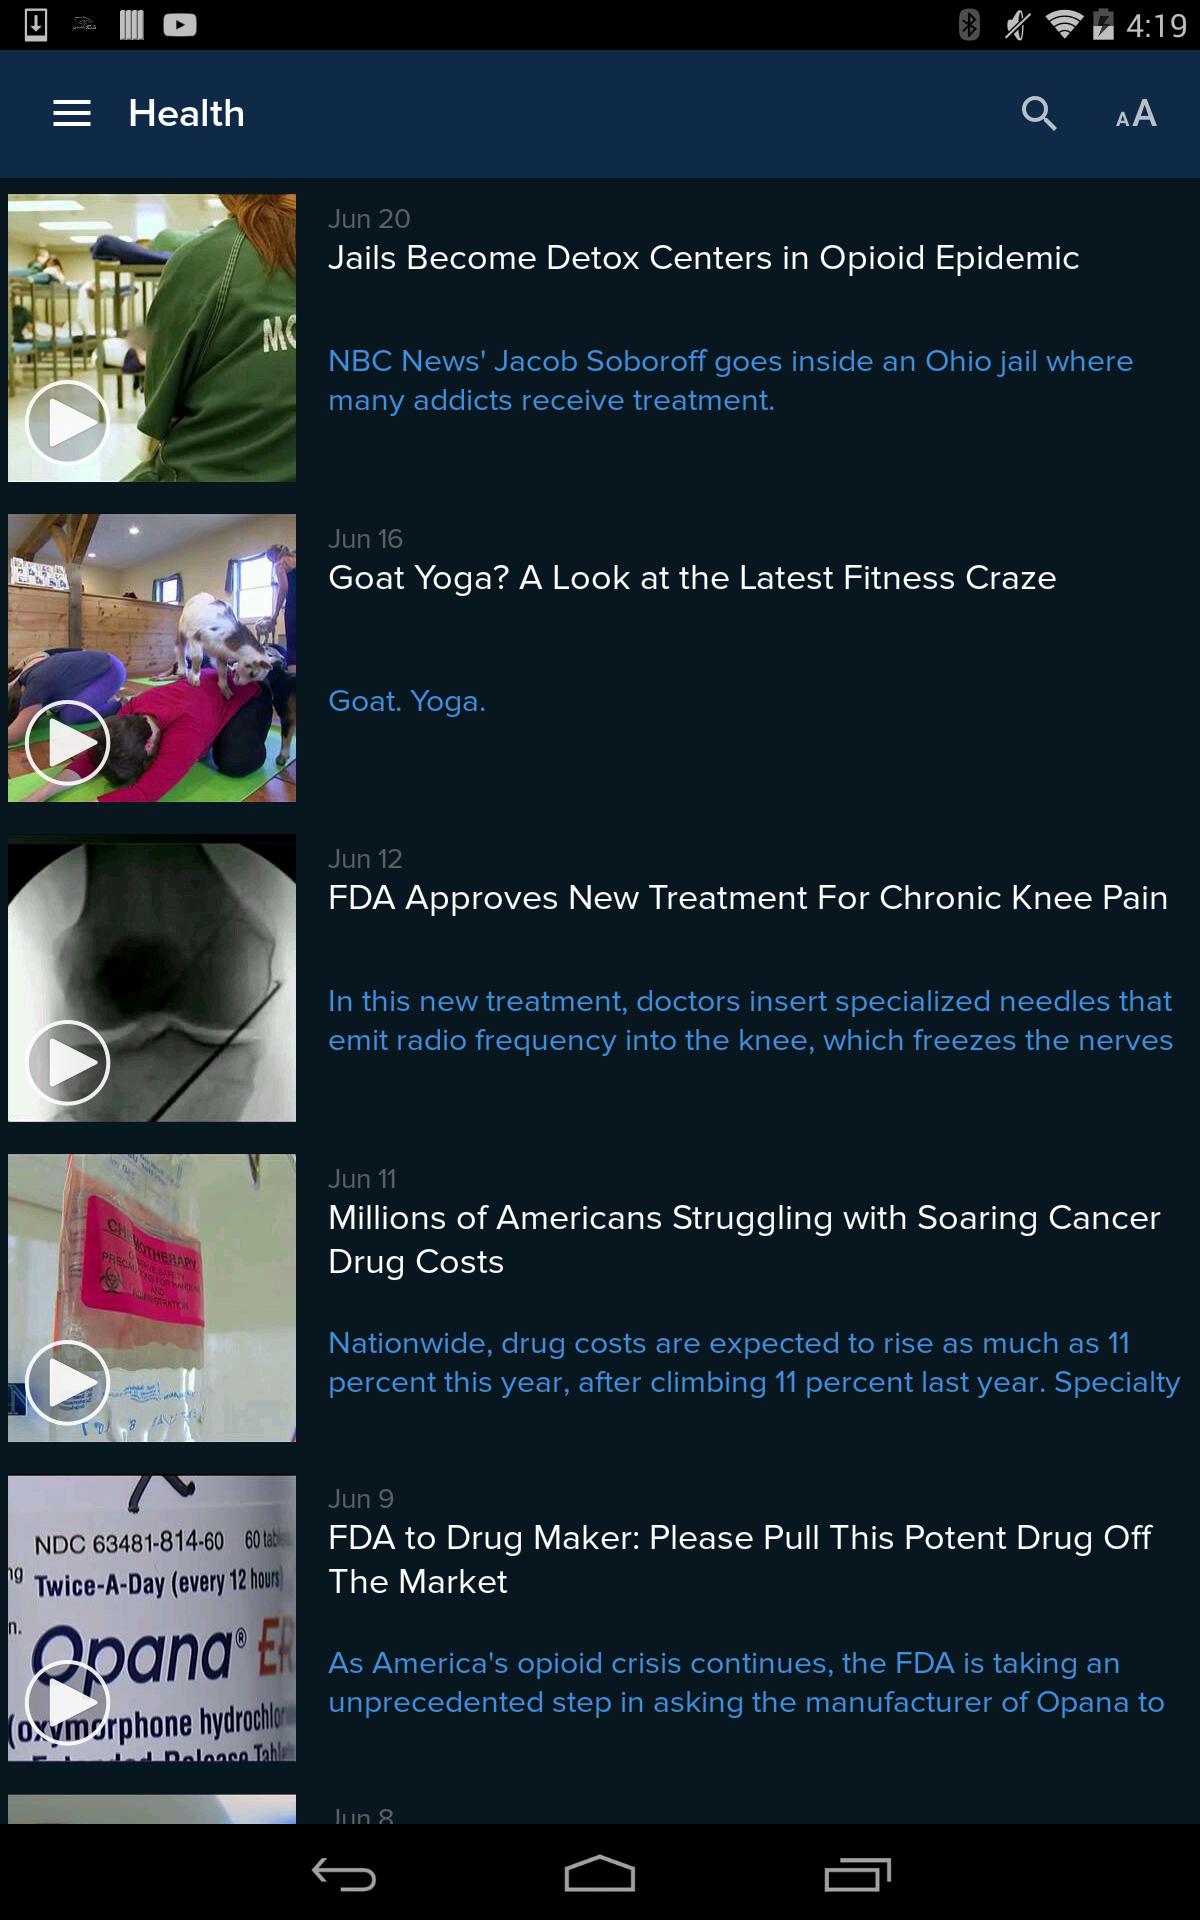 4:19
Health
AA
Jun 20
Jails Become Detox Centers in Opioid Epidemic
NBC News' Jacob Soboroff goes inside an Ohio jail where
many addicts receive treatment.
Jun 16
Goat Yoga? A Look at the Latest Fitness Craze
Goat. Yoga.
Jun 12
FDA Approves New Treatment For Chronic Knee Pain
In this new treatment, doctors insert specialized needles that
emit radio frequency into the knee, which freezes the nerves
Jun 11
Millions of Americans Struggling with Soaring Cancer
Drug Costs
Nationwide, drug costs are expected to rise as much as 11
percent this year, after climbing 11 percent last year. Specialty
CHEMOTHERAPY
AND
ADMINISTRATION
Jun 9
FDA to Drug Maker: Please Pull This Potent Drug Off
The Market
As America's opioid crisis continues, the FDA is taking an
unprecedented step in asking the manufacturer of Opana to
NDC 63481-814-60 60
Twice-A-Day (every 12 hours)
Opana® ER
(oxymorphone
Extended-Release
Jun 8